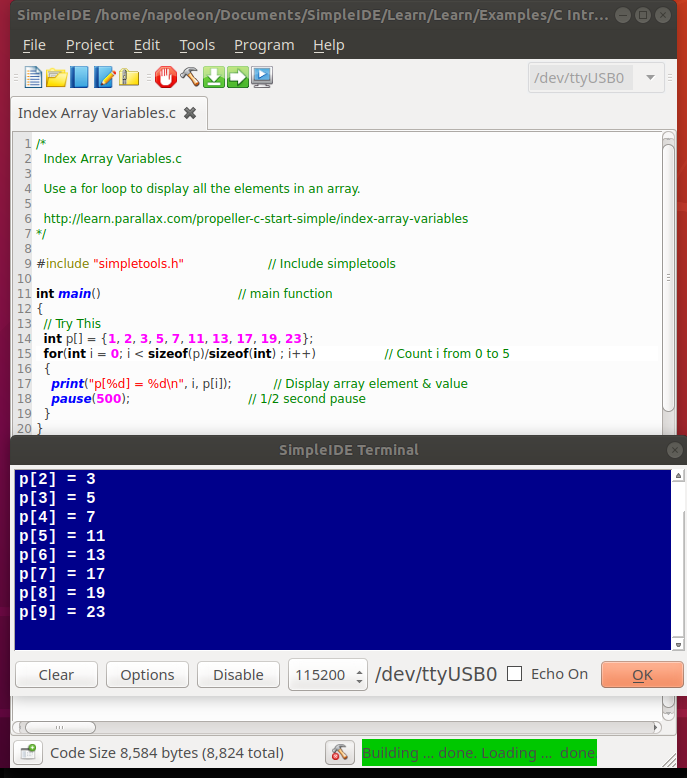 SimpleIDE /home/napoleon/Documents/SimpleIDE/Learn/Learn/Examples/C Intr...
File Project Edit Tools Program Help
/dev/ttyUSB0
Index Array Variables.c
1 /*
2 Index Array Variables.c
3
4 Use a for loop to display all the elements in an array.
5
6 http://learn.parallax.com/propeller-c-start-simple/index-array-variables
7 */
8
9 #include "simpletools.h" // Include simpletools
10
11 int main() // main function
12 {
13 // Try This
14 int p[] = {1, 2, 3, 5, 7, 11, 13, 17, 19, 23};
15 for(int i = 0; i < sizeof(p)/sizeof(int) ; i++) // Count i from 0 to 5
16 {
17 print("p[%d] = %d\n", i, p[i]); // Display array element & value
18 pause(500); // 1/2 second pause
19 }
20 }
SimpleIDE Terminal
p[2] = 3
p[3] = 5
p[4] = 7
p[5] = 11
p[6] = 13
p[7] = 17
p[8] = 19
p[9] = 23
Clear Options Disable 115200 /dev/ttyUSB0 Echo On OK
Code Size 8,584 bytes (8,824 total) Building ... done. Loading ... done